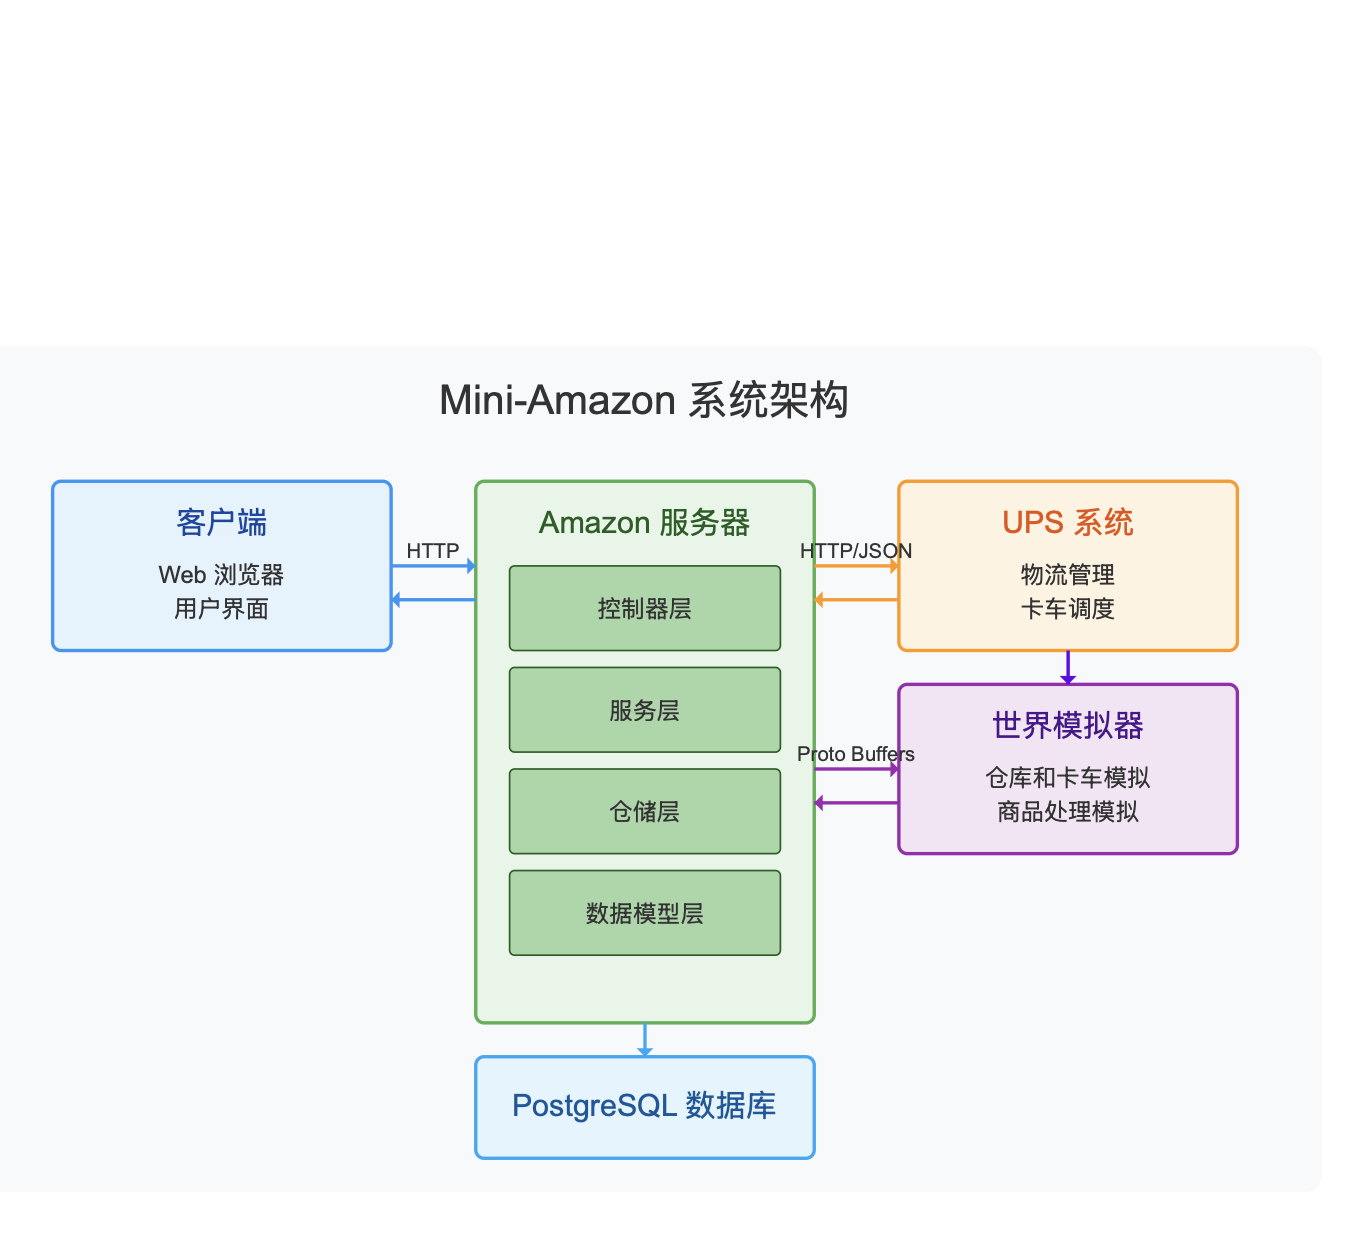 Mini-Amazon 系统架构
客户端
Web 浏览器
用户界面
HTTP
Amazon 服务器
控制器层
服务层
仓储层
数据模型层
HTTP/JSON
UPS 系统
物流管理
卡车调度
Proto Buffers
世界模拟器
仓库和卡车模拟
商品处理模拟
PostgreSQL 数据库